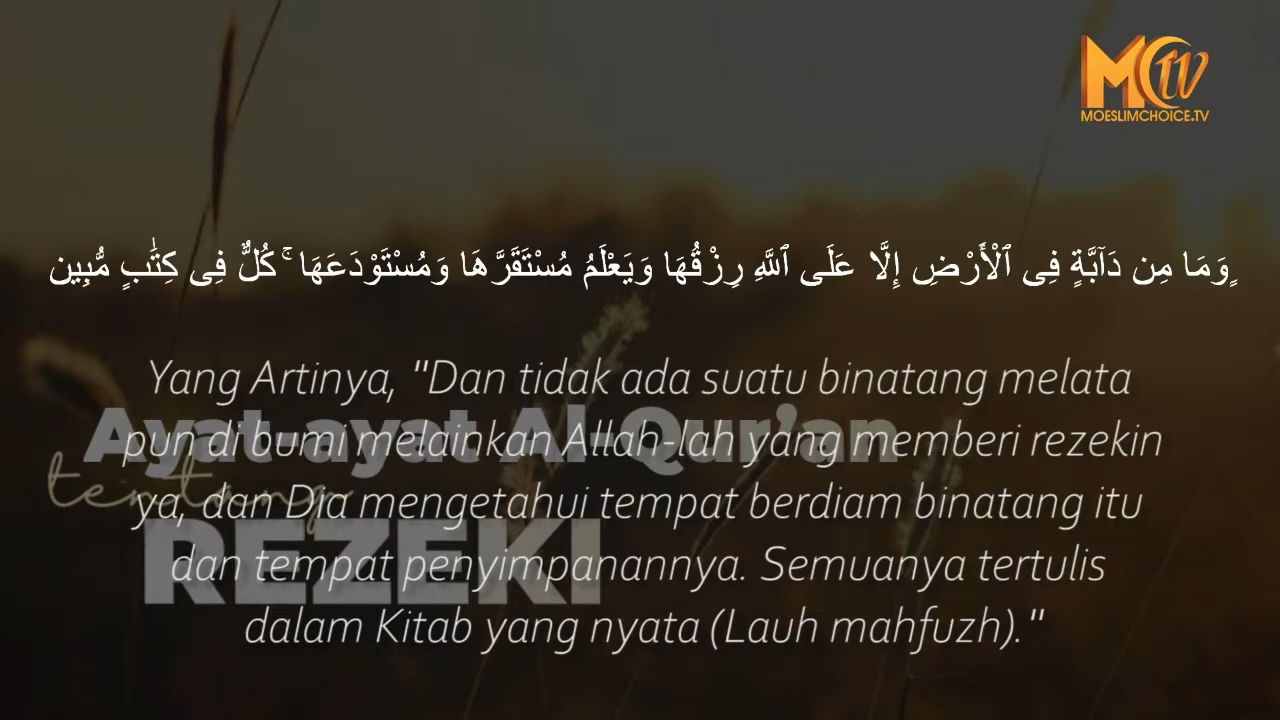 MCTV
MOESLIMCHOICE.TV
وَمَا مِن دَآبَّةٍ فِى ٱلْأَرْضِ إِلَّا عَلَى ٱللَّهِ رِزْقُهَا وَيَعْلَمُ مُسْتَقَرَّهَا وَمُسْتَوْدَعَهَا ۚ كُلٌّ فِى كِتَٰبٍ مُّبِين
Yang Artinya, "Dan tidak ada suatu binatang melata
pun di bumi melainkan Allah-lah yang memberi rezekin
ya, dan Dia mengetahui tempat berdiam binatang itu
dan tempat penyimpanannya. Semuanya tertulis
dalam Kitab yang nyata (Lauh mahfuzh)."
Ayat-ayat Al-Qur’an
tentang
REZEKI